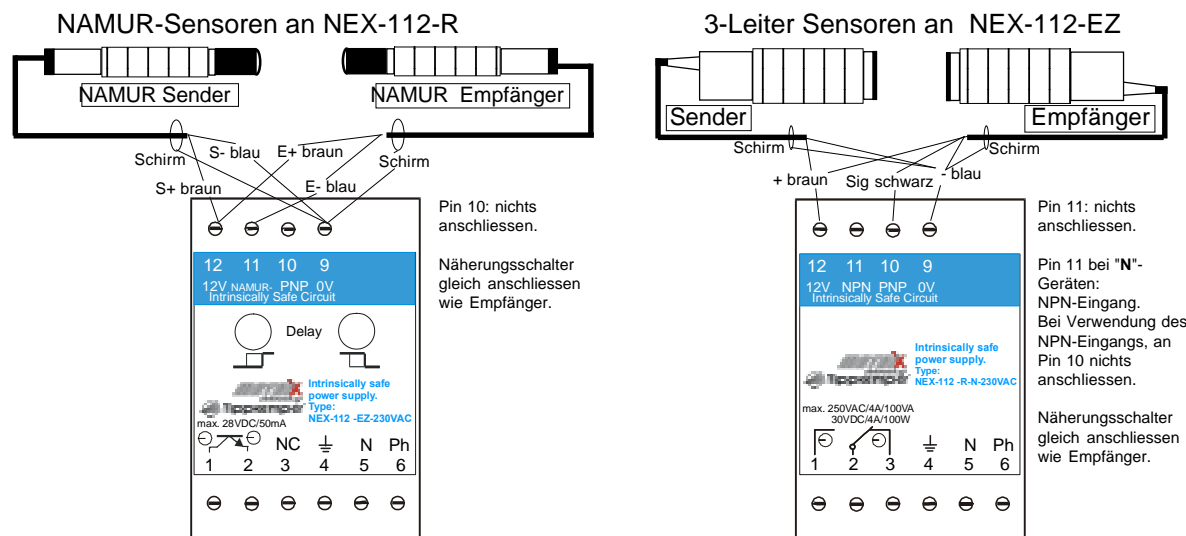 NAMUR-Sensoren an NEX-112-R
NAMUR Sender
NAMUR Empfänger
Schirm
S- blau
E+ braun
Schirm
S+ braun
E- blau
12 11 10 9
12V NAMUR- PNP 0V
Intrinsically Safe Circuit
Delay
Intrinsically safe
power supply.
Type:
NEX-112 -EZ-230VAC
Tippkemper
max. 28VDC/50mA
NC N Ph
1 2 3 4 5 6
Pin 10: nichts
anschliessen.
Näherungsschalter
gleich anschliessen
wie Empfänger.
3-Leiter Sensoren an NEX-112-EZ
Sender
Empfänger
Schirm
Schirm
+ braun
Sig schwarz
- blau
12 11 10 9
12V NPN PNP 0V
Intrinsically Safe Circuit
Intrinsically safe
power supply.
Type:
NEX-112 -R-N-230VAC
Tippkemper
max. 250VAC/4A/100VA
30VDC/4A/100W
N Ph
1 2 3 4 5 6
Pin 11: nichts
anschliessen.
Pin 11 bei "N"-
Geräten:
NPN-Eingang.
Bei Verwendung des
NPN-Eingangs, an
Pin 10 nichts
anschliessen.
Näherungsschalter
gleich anschliessen
wie Empfänger.